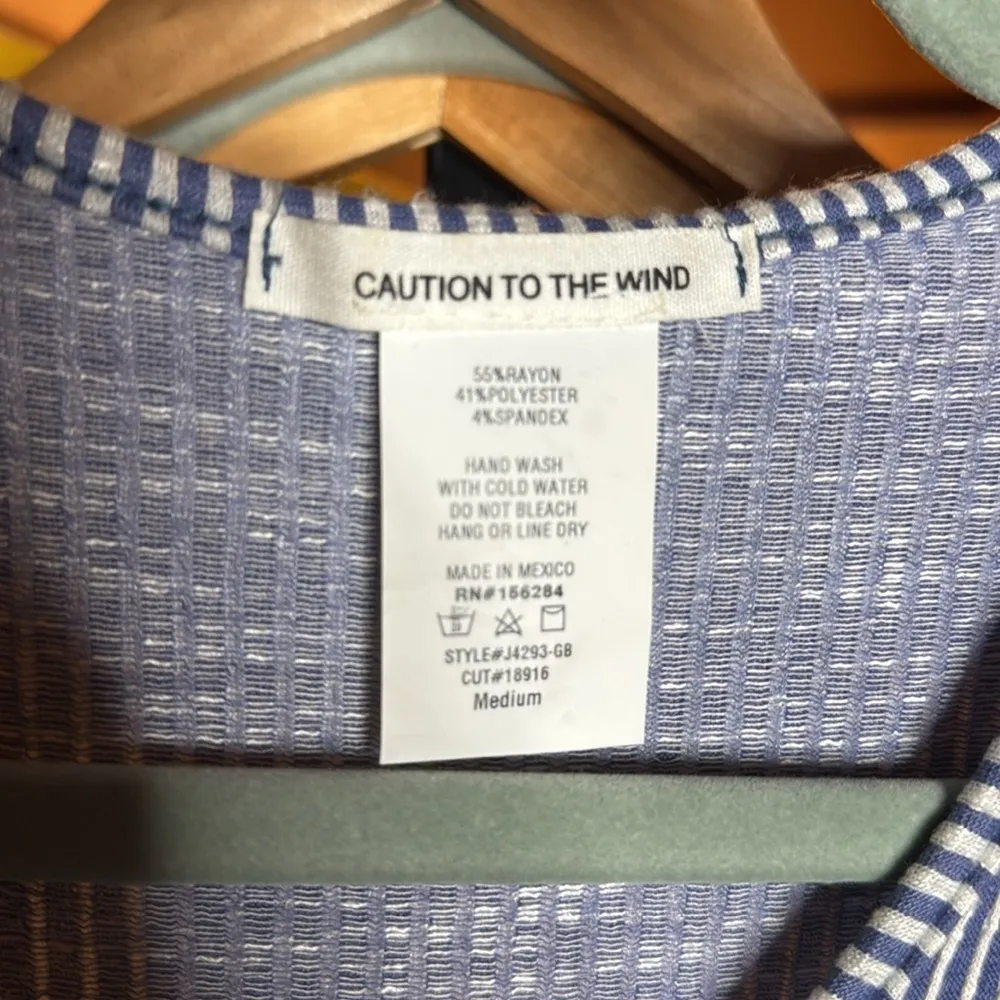 CAUTION TO THE WIND
55%RAYON
41%POLYESTER
4%SPANDEX
HAND WASH
WITH COLD WATER
DO NOT BLEACH
HANG OR LINE DRY
MADE IN MEXICO
RN#156284
STYLE#J4293-GB
CUT#18916
Medium